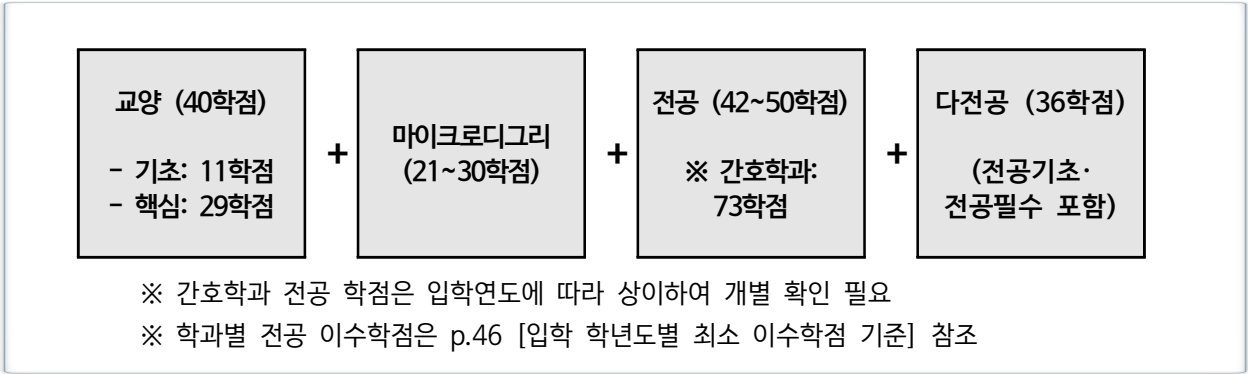 교양 (40학점)
- 기초: 11학점
- 핵심: 29학점
+
마이크로디그리
(21~30학점)
+
전공 (42~50학점)
※ 간호학과:
73학점
+
다전공 (36학점)
(전공기초·
전공필수 포함)
※ 간호학과 전공 학점은 입학연도에 따라 상이하여 개별 확인 필요
※ 학과별 전공 이수학점은 p.46 [입학 학년도별 최소 이수학점 기준] 참조